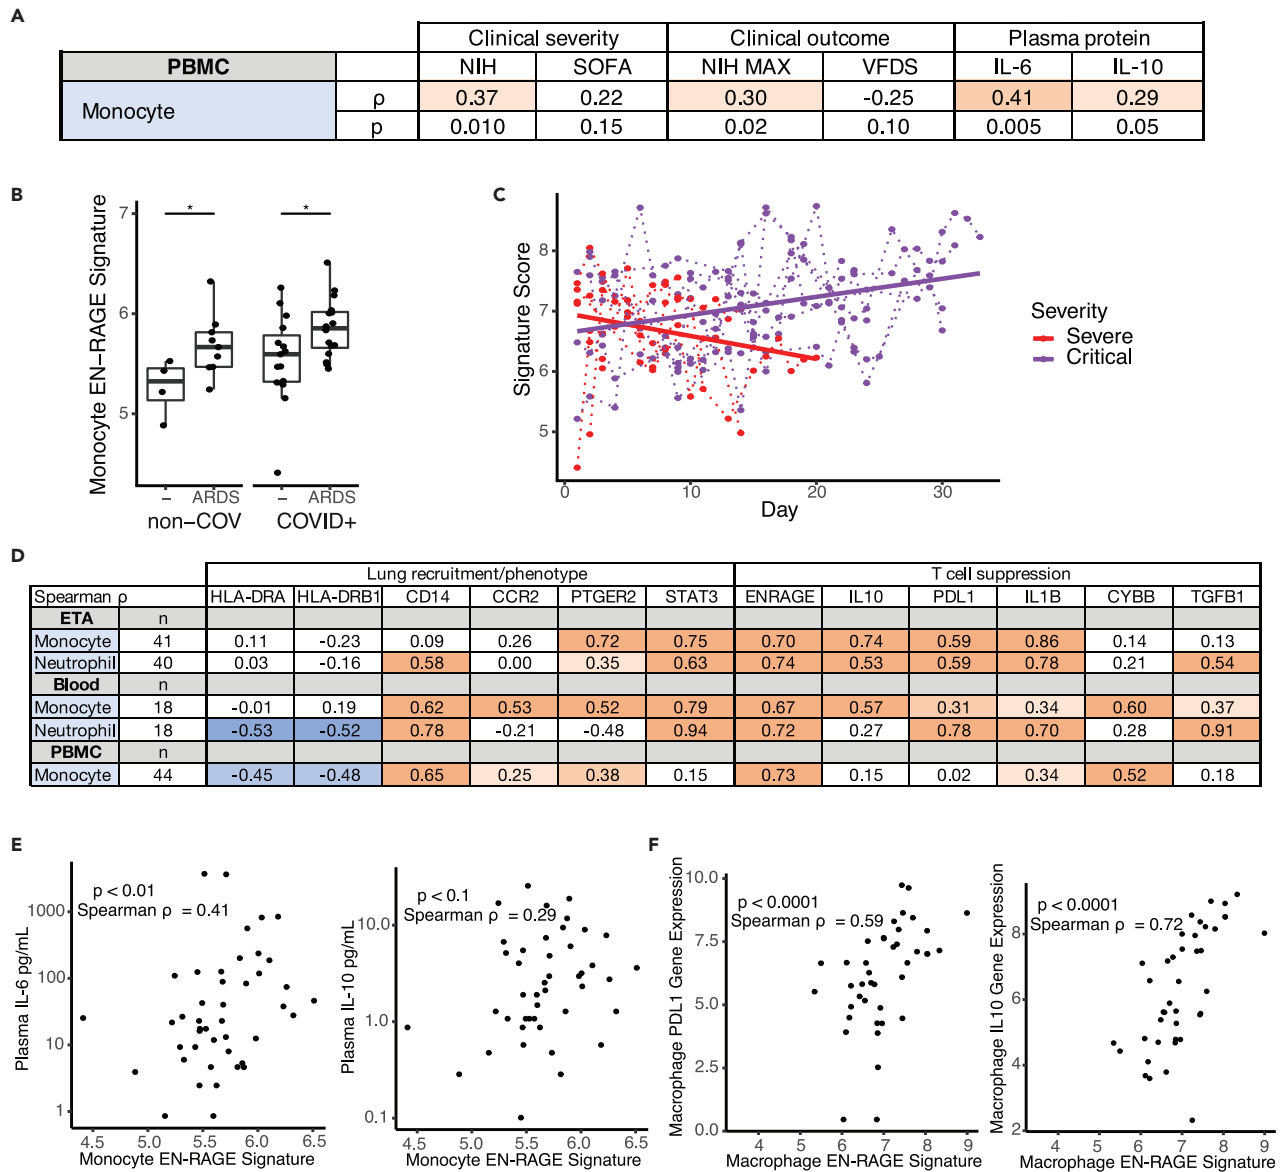 A
Clinical severity Clinical outcome Plasma protein
PBMC NIH SOFA NIH MAX VFDS IL-6 IL-10
Monocyte ρ 0.37 0.22 0.30 -0.25 0.41 0.29
p 0.010 0.15 0.02 0.10 0.005 0.05
B
Monocyte EN−RAGE Signature
7
6
5
* *
− ARDS − ARDS
non−COV COVID+
C
Signature Score
8
7
6
5
0 10 20 30
Day
Severity
Severe
Critical
D
Lung recruitment/phenotype T cell suppression
Spearman ρ HLA-DRA HLA-DRB1 CD14 CCR2 PTGER2 STAT3 ENRAGE IL10 PDL1 IL1B CYBB TGFB1
ETA n
Monocyte 41 0.11 -0.23 0.09 0.26 0.72 0.75 0.70 0.74 0.59 0.86 0.14 0.13
Neutrophil 40 0.03 -0.16 0.58 0.00 0.35 0.63 0.74 0.53 0.59 0.78 0.21 0.54
Blood n
Monocyte 18 -0.01 0.19 0.62 0.53 0.52 0.79 0.67 0.57 0.31 0.34 0.60 0.37
Neutrophil 18 -0.53 -0.52 0.78 -0.21 -0.48 0.94 0.72 0.27 0.78 0.70 0.28 0.91
PBMC n
Monocyte 44 -0.45 -0.48 0.65 0.25 0.38 0.15 0.73 0.15 0.02 0.34 0.52 0.18
E
Plasma IL−6 pg/mL
1000
100
10
1
p < 0.01
Spearman ρ = 0.41
4.5 5.0 5.5 6.0 6.5
Monocyte EN−RAGE Signature
Plasma IL−10 pg/mL
10.0
1.0
0.1
p < 0.1
Spearman ρ = 0.29
4.5 5.0 5.5 6.0 6.5
Monocyte EN−RAGE Signature
F
Macrophage PDL1 Gene Expression
10.0
7.5
5.0
2.5
0.0
p < 0.0001
Spearman ρ = 0.59
4 5 6 7 8 9
Macrophage EN−RAGE Signature
Macrophage IL10 Gene Expression
8
6
4
2
p < 0.0001
Spearman ρ = 0.72
4 5 6 7 8 9
Macrophage EN−RAGE Signature